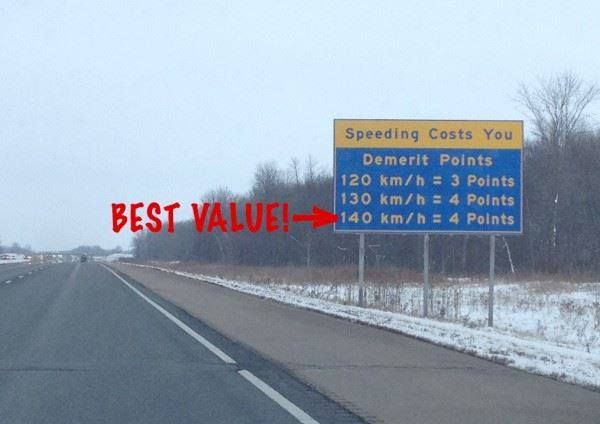 Speeding Costs You
Demerit Points
120 km/h = 3 Points
130 km/h = 4 Points
BEST VALUE!
140 km/h = 4 Points